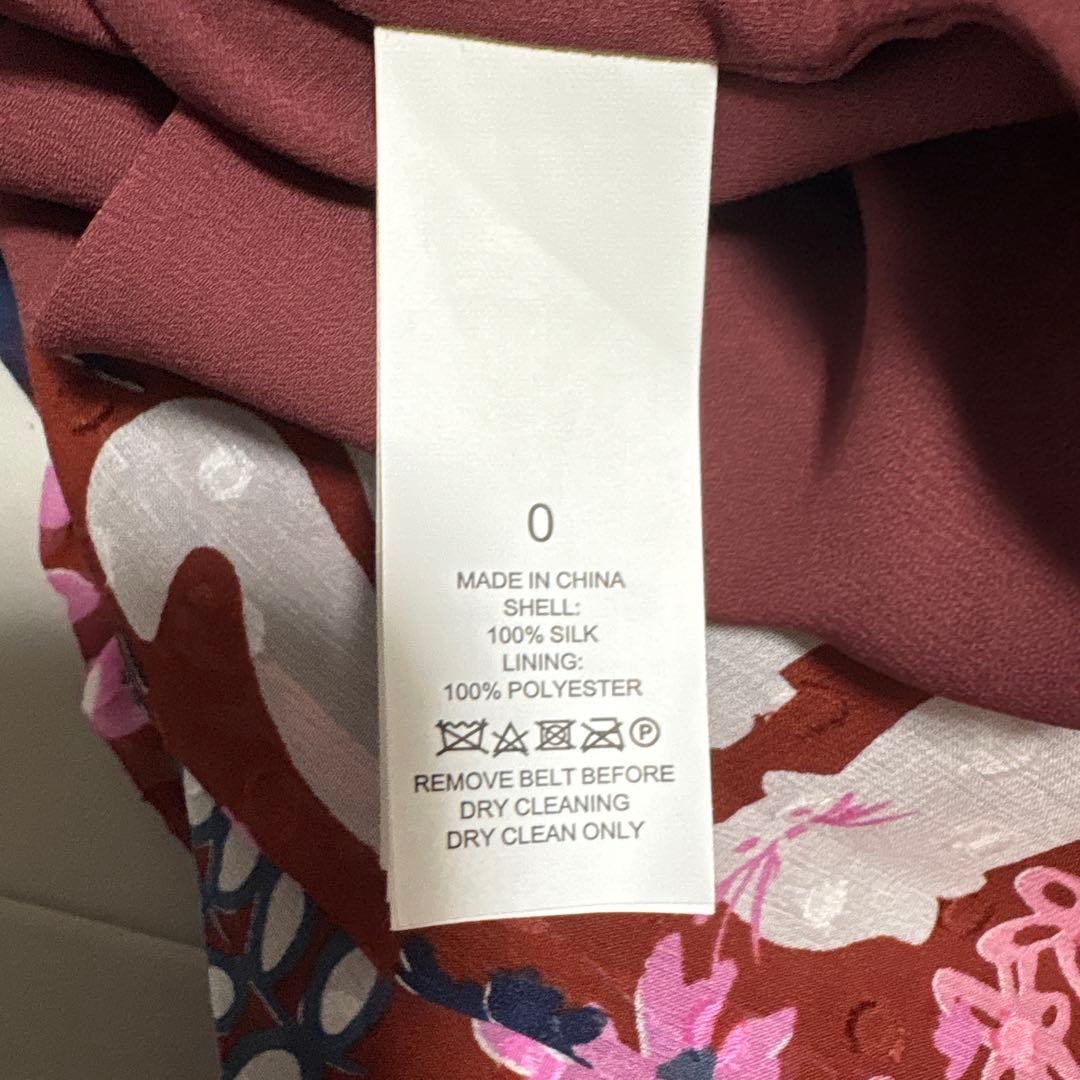 0
MADE IN CHINA
SHELL:
100% SILK
LINING:
100% POLYESTER
P
REMOVE BELT BEFORE
DRY CLEANING
DRY CLEAN ONLY